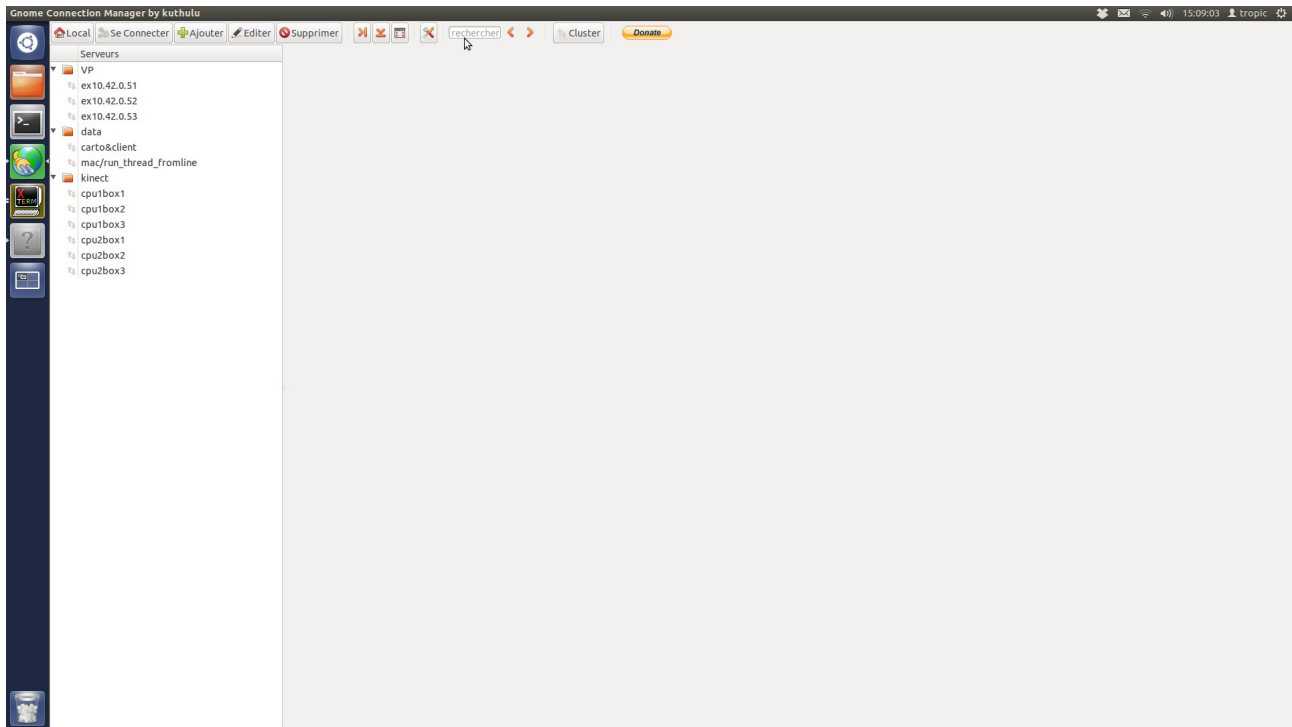 Gnome Connection Manager by kuthulu 15:09:03 tropic
Local Se Connecter Ajouter Editer Supprimer rechercher Cluster Donate
Serveurs
VP
ex10.42.0.51
ex10.42.0.52
ex10.42.0.53
data
carto&client
mac/run_thread_fromline
kinect
cpu1box1
cpu1box2
cpu1box3
cpu2box1
cpu2box2
cpu2box3
X
TERM
?